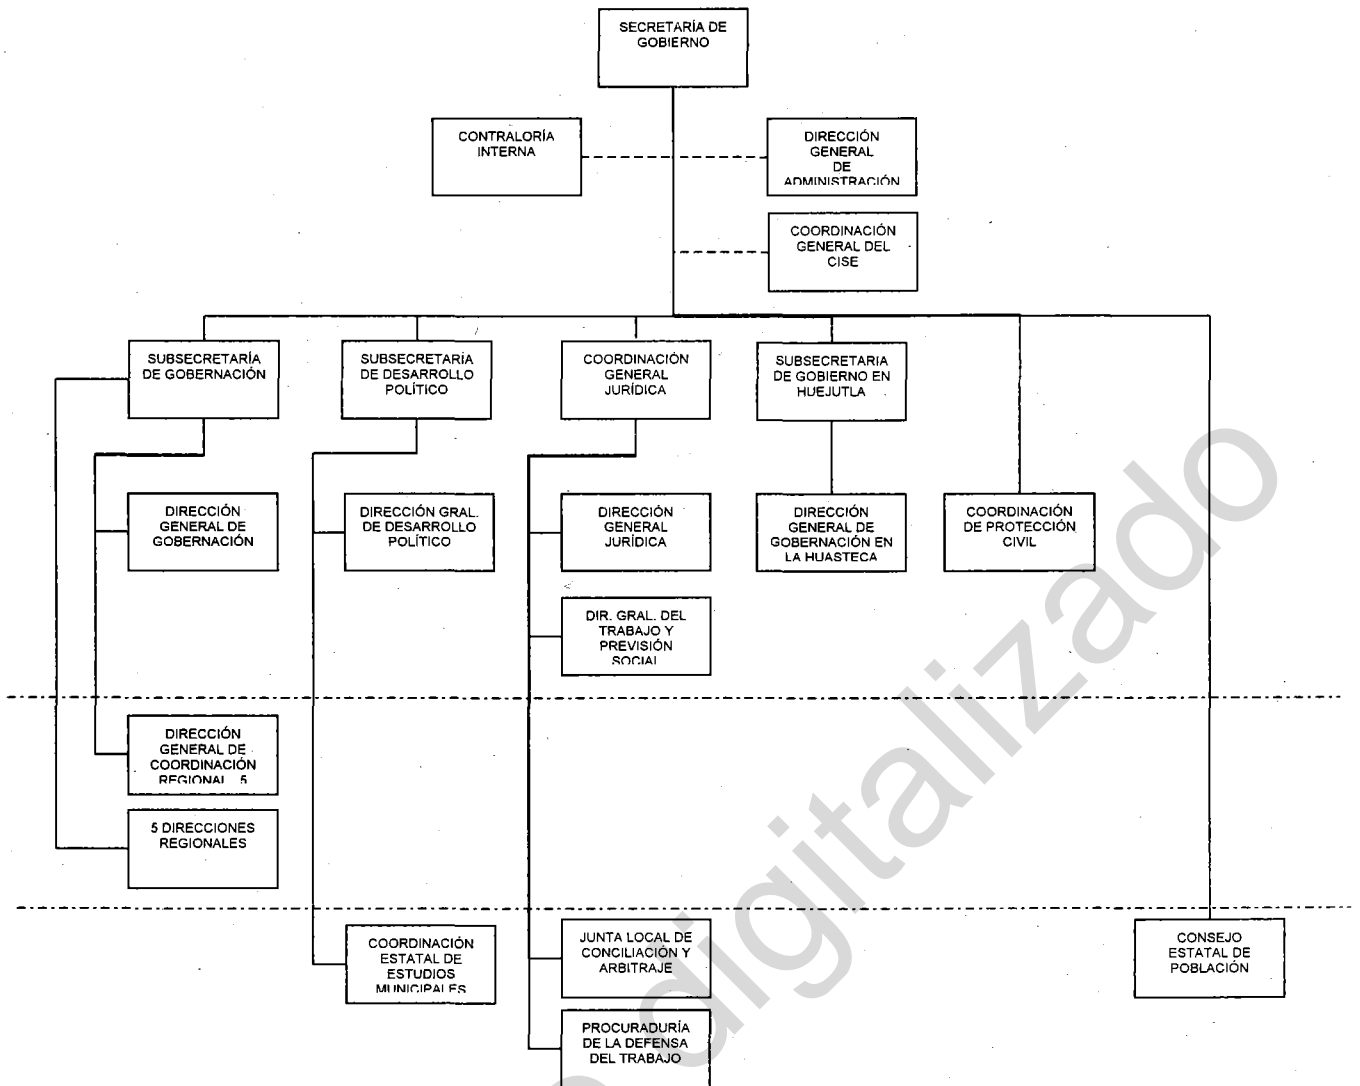 SECRETARÍA DE
GOBIERNO
CONTRALORÍA
INTERNA
DIRECCIÓN
GENERAL
DE
ADMINISTRACIÓN
COORDINACIÓN
GENERAL DEL
CISE
SUBSECRETARÍA
DE GOBERNACIÓN
SUBSECRETARÍA
DE DESARROLLO
POLÍTICO
COORDINACIÓN
GENERAL
JURÍDICA
SUBSECRETARIA
DE GOBIERNO EN
HUEJUTLA
DIRECCIÓN
GENERAL DE
GOBERNACIÓN
DIRECCIÓN GRAL.
DE DESARROLLO
POLÍTICO
DIRECCIÓN
GENERAL
JURÍDICA
DIRECCIÓN
GENERAL DE
GOBERNACIÓN EN
LA HUASTECA
COORDINACIÓN
DE PROTECCIÓN
CIVIL
DIR. GRAL. DEL
TRABAJO Y
PREVISIÓN
SOCIAL
DIRECCIÓN
GENERAL DE
COORDINACIÓN
REGIONAL 5
5 DIRECCIONES
REGIONALES
COORDINACIÓN
ESTATAL DE
ESTUDIOS
MUNICIPALES
JUNTA LOCAL DE
CONCILIACIÓN Y
ARBITRAJE
CONSEJO
ESTATAL DE
POBLACIÓN
PROCURADURÍA
DE LA DEFENSA
DEL TRABAJO
digitalizado